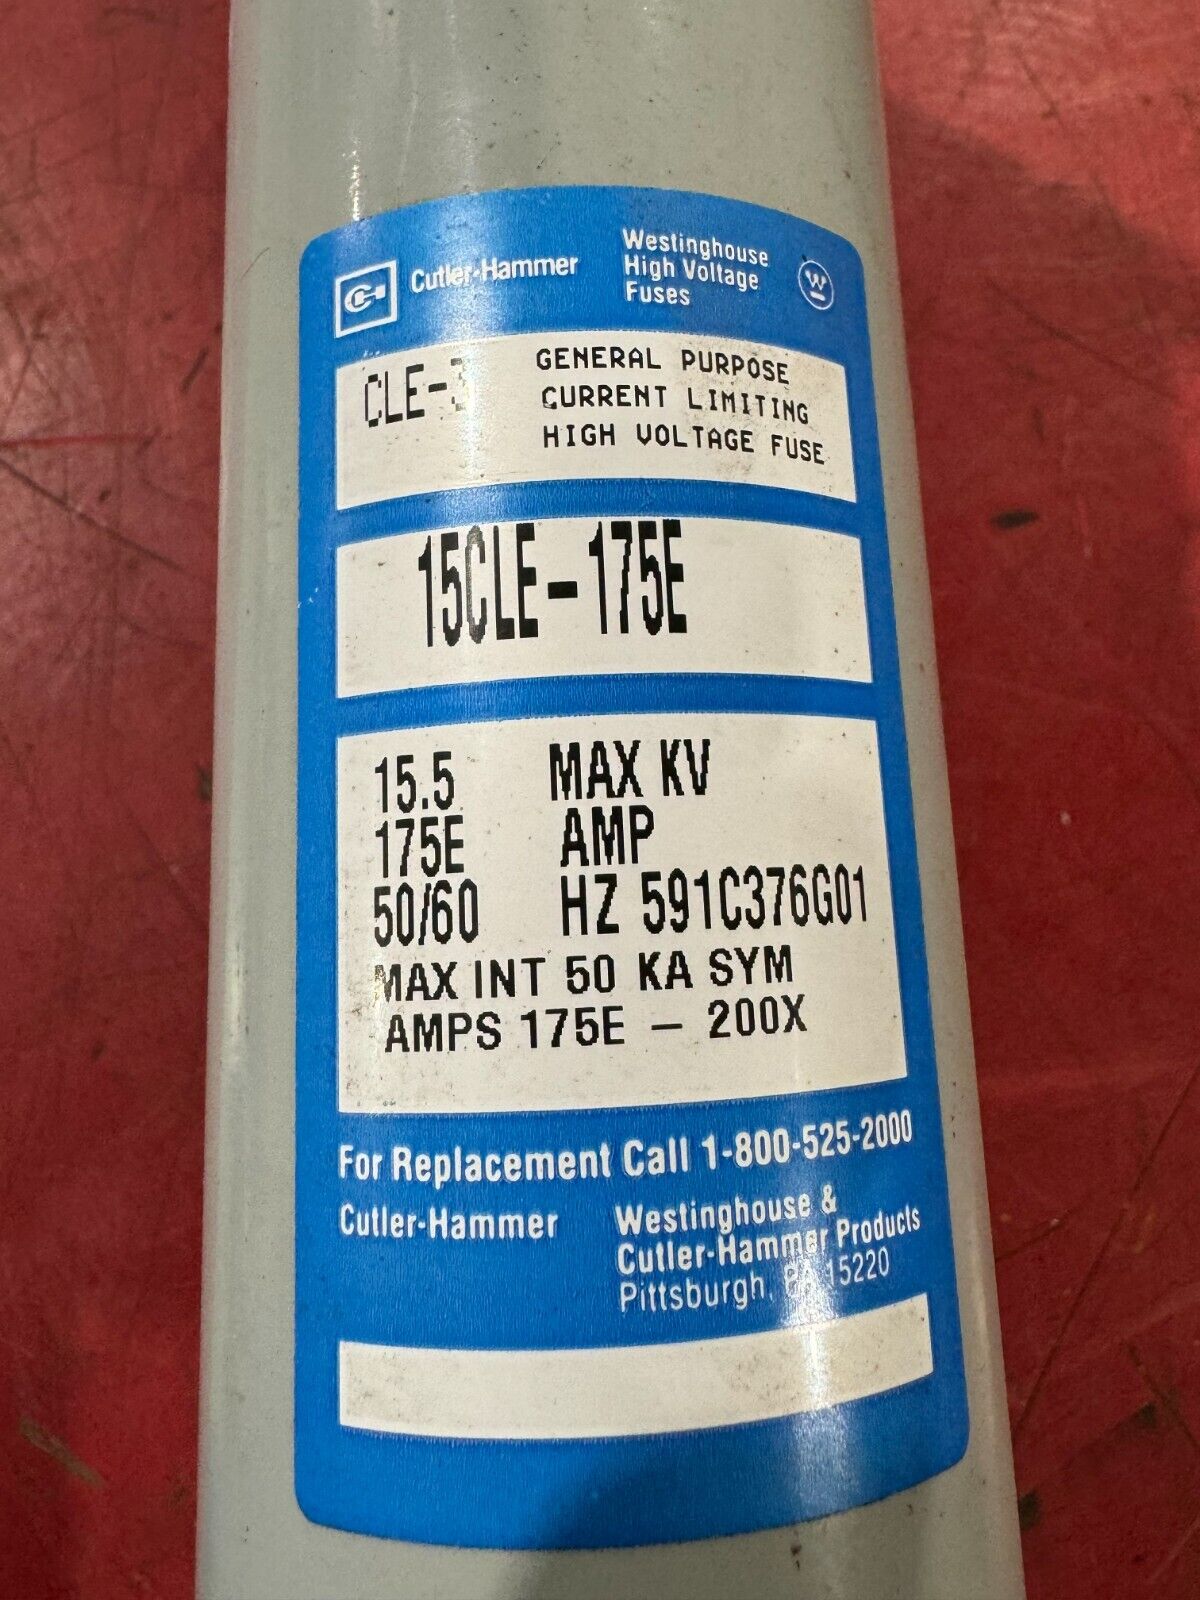 Cutler-Hammer
Westinghouse
High Voltage
Fuses
W
CLE-3
GENERAL PURPOSE
CURRENT LIMITING
HIGH VOLTAGE FUSE
15CLE-175E
15.5 MAX KV
175E AMP
50/60 HZ 591C376G01
MAX INT 50 KA SYM
AMPS 175E - 200X
For Replacement Call 1-800-525-2000
Cutler-Hammer
Westinghouse &
Cutler-Hammer Products
Pittsburgh, PA 15220